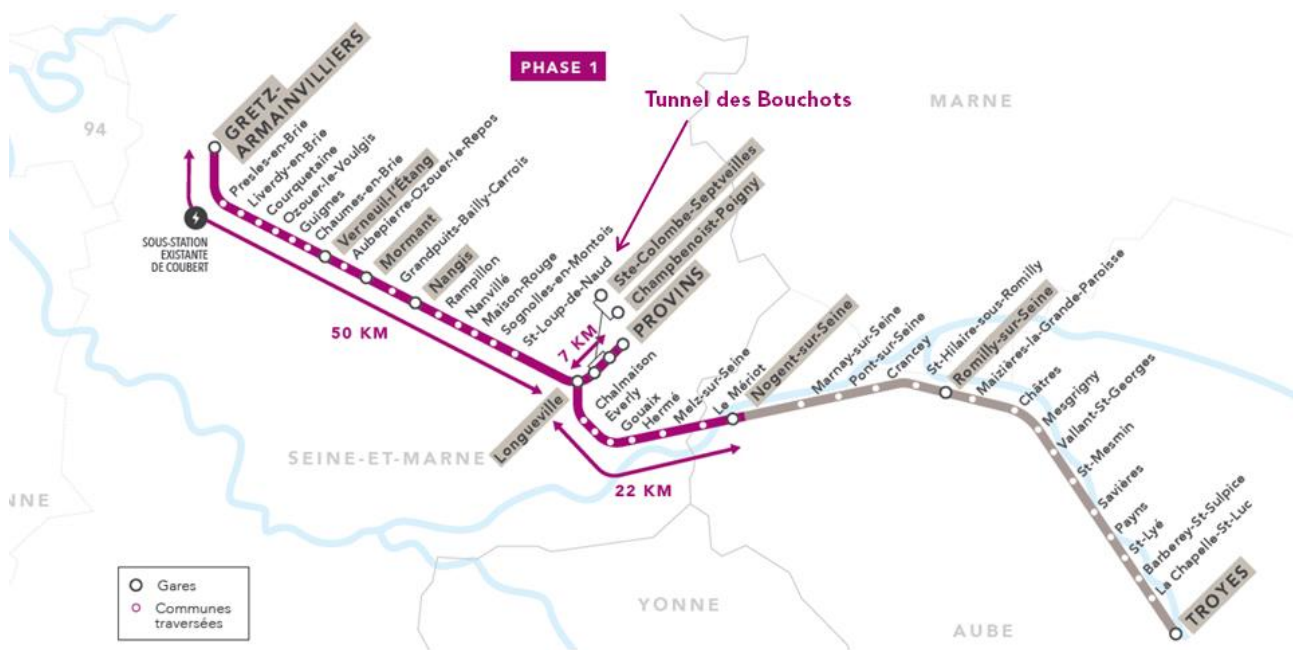 PHASE 1
Tunnel des Bouchots
MARNE
94
GRETZ-
ARMAINVILLIERS
Presles-en-Brie
Liverdy-en-Brie
Courquetaine
Ozouer-le-Voulgis
Guignes
Chaumes-en-Brie
Verneuil-l'Étang
Aubepierre-Ozouer-le-Repos
Mormant
Grandpuits-Bailly-Carrois
Nangis
Rampillon
Nanvillé
Maison-Rouge
Sognolles-en-Montois
St-Loup-de-Naud
Ste-Colombe-Septveilles
Champbenoist-Poigny
PROVINS
SOUS-STATION
EXISTANTE
DE COUBERT
50 KM
7 KM
Longueville
Chalmaison
Everly
Gouaix
Hermé
Melz-sur-Seine
Le Mériot
Nogent-sur-Seine
Marnay-sur-Seine
Pont-sur-Seine
Crancey
St-Hilaire-sous-Romilly
Romilly-sur-Seine
Maizières-la-Grande-Paroisse
Châtres
Mesgrigny
Vallant-St-Georges
St-Mesmin
Savières
Payns
St-Lyé
Barberey-St-Sulpice
La Chapelle-St-Luc
TROYES
SEINE-ET-MARNE
22 KM
NNE
YONNE
AUBE
Gares
Communes
traversées